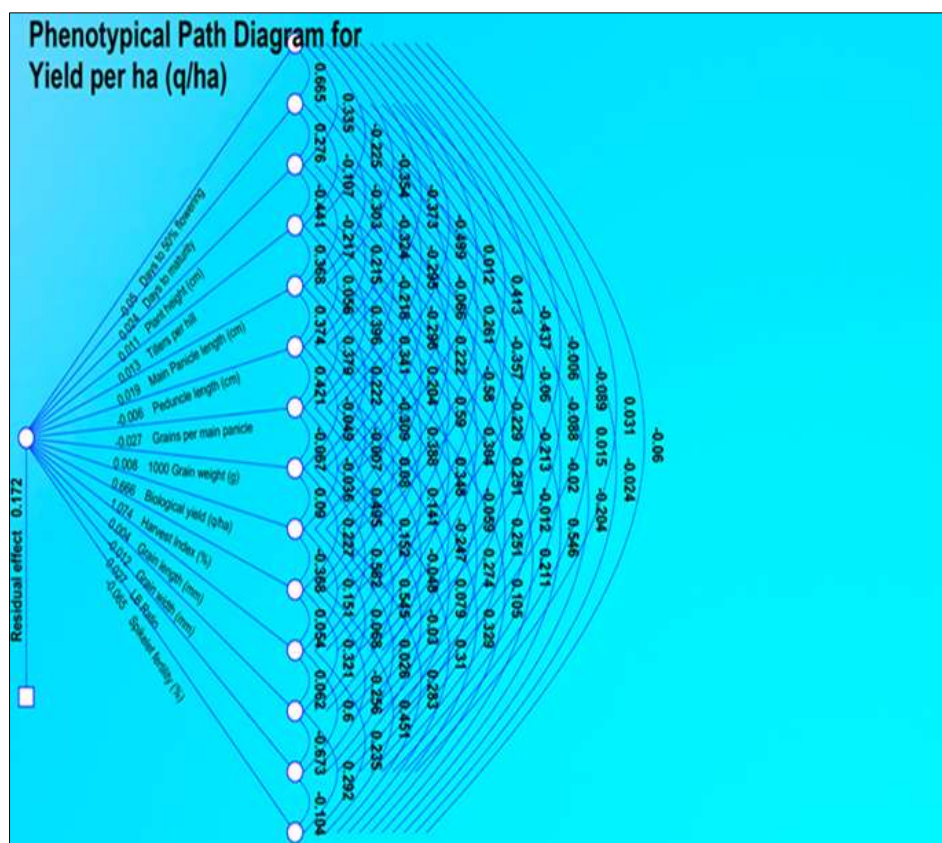 Phenotypical Path Diagram for
Yield per ha (q/ha)
-0.05 Days to 50% flowering
0.024 Days to maturity
0.011 Plant height (cm)
0.013 Tillers per hill
0.019 Main Panicle length (cm)
-0.006 Peduncle length (cm)
-0.027 Grains per main panicle
0.008 1000 Grain weight (g)
0.666 Biological yield (q/ha)
1.074 Harvest Index (%)
0.004 Grain length (mm)
-0.012 Grain width (mm)
LB Ratio
-0.065 Spikelet fertility (%)
Residual effect 0.172
0.665 0.276 -0.441 0.368 0.374 0.421 -0.067 0.09 -0.368 0.054 0.062 -0.673 -0.104
0.335 -0.107 -0.217 0.056 0.379 -0.049 -0.036 0.227 0.151 0.321 0.6 0.292
-0.225 -0.303 0.215 0.396 0.222 -0.007 0.495 0.582 0.068 -0.256 0.235
-0.354 -0.324 -0.218 0.341 -0.309 0.08 0.152 0.545 0.026 0.451
-0.373 -0.295 -0.296 0.204 0.388 0.141 -0.048 -0.03 0.283
-0.499 -0.066 0.222 0.59 0.348 -0.247 0.079 0.31
0.012 0.261 -0.58 0.304 -0.069 0.274 0.329
0.413 -0.357 -0.229 0.231 0.251 0.105
-0.437 -0.06 -0.213 -0.012 0.211
-0.006 -0.088 -0.02 0.546
-0.089 0.015 -0.204
0.031 -0.024
-0.06